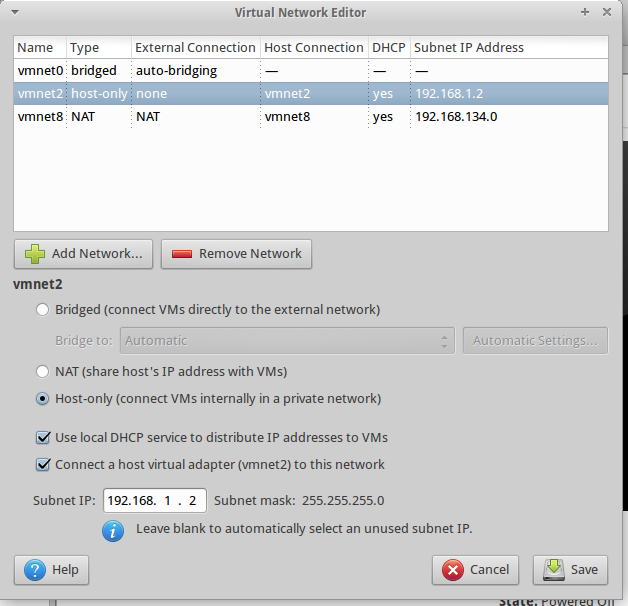 Virtual Network Editor
Name Type External Connection Host Connection DHCP Subnet IP Address
vmnet0 bridged auto-bridging — — —
vmnet2 host-only none vmnet2 yes 192.168.1.2
vmnet8 NAT NAT vmnet8 yes 192.168.134.0
Add Network... Remove Network
vmnet2
Bridged (connect VMs directly to the external network)
Bridge to: Automatic Automatic Settings...
NAT (share host's IP address with VMs)
Host-only (connect VMs internally in a private network)
Use local DHCP service to distribute IP addresses to VMs
Connect a host virtual adapter (vmnet2) to this network
Subnet IP: 192.168. 1 . 2 Subnet mask: 255.255.255.0
Leave blank to automatically select an unused subnet IP.
Help Cancel Save
State: Powered Off